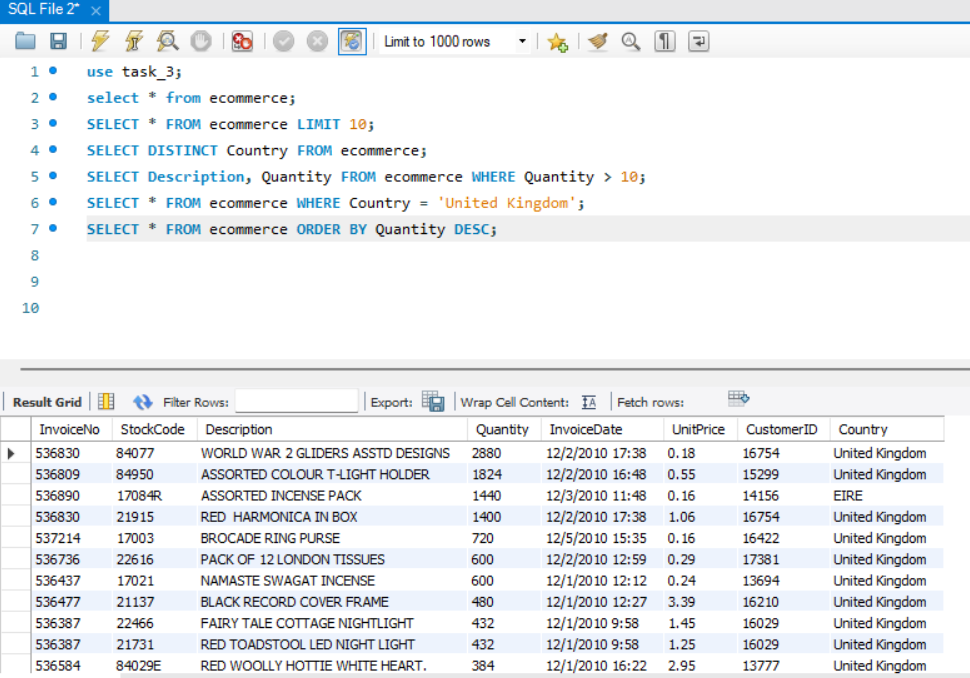 SQL File 2* ×
Limit to 1000 rows
1 use task_3;
2 select * from ecommerce;
3 SELECT * FROM ecommerce LIMIT 10;
4 SELECT DISTINCT Country FROM ecommerce;
5 SELECT Description, Quantity FROM ecommerce WHERE Quantity > 10;
6 SELECT * FROM ecommerce WHERE Country = 'United Kingdom';
7 SELECT * FROM ecommerce ORDER BY Quantity DESC;
8
9
10
Result Grid Filter Rows: Export: Wrap Cell Content: IA Fetch rows:
InvoiceNo StockCode Description Quantity InvoiceDate UnitPrice CustomerID Country
536830 84077 WORLD WAR 2 GLIDERS ASSTD DESIGNS 2880 12/2/2010 17:38 0.18 16754 United Kingdom
536809 84950 ASSORTED COLOUR T-LIGHT HOLDER 1824 12/2/2010 16:48 0.55 15299 United Kingdom
536890 17084R ASSORTED INCENSE PACK 1440 12/3/2010 11:48 0.16 14156 EIRE
536830 21915 RED  HARMONICA IN BOX 1400 12/2/2010 17:38 1.06 16754 United Kingdom
537214 17003 BROCADE RING PURSE 720 12/5/2010 15:35 0.16 16422 United Kingdom
536736 22616 PACK OF 12 LONDON TISSUES 600 12/2/2010 12:59 0.29 17381 United Kingdom
536437 17021 NAMASTE SWAGAT INCENSE 600 12/1/2010 12:12 0.24 13694 United Kingdom
536477 21137 BLACK RECORD COVER FRAME 480 12/1/2010 12:27 3.39 16210 United Kingdom
536387 22466 FAIRY TALE COTTAGE NIGHTLIGHT 432 12/1/2010 9:58 1.45 16029 United Kingdom
536387 21731 RED TOADSTOOL LED NIGHT LIGHT 432 12/1/2010 9:58 1.25 16029 United Kingdom
536584 84029E RED WOOLLY HOTTIE WHITE HEART. 384 12/1/2010 16:22 2.95 13777 United Kingdom